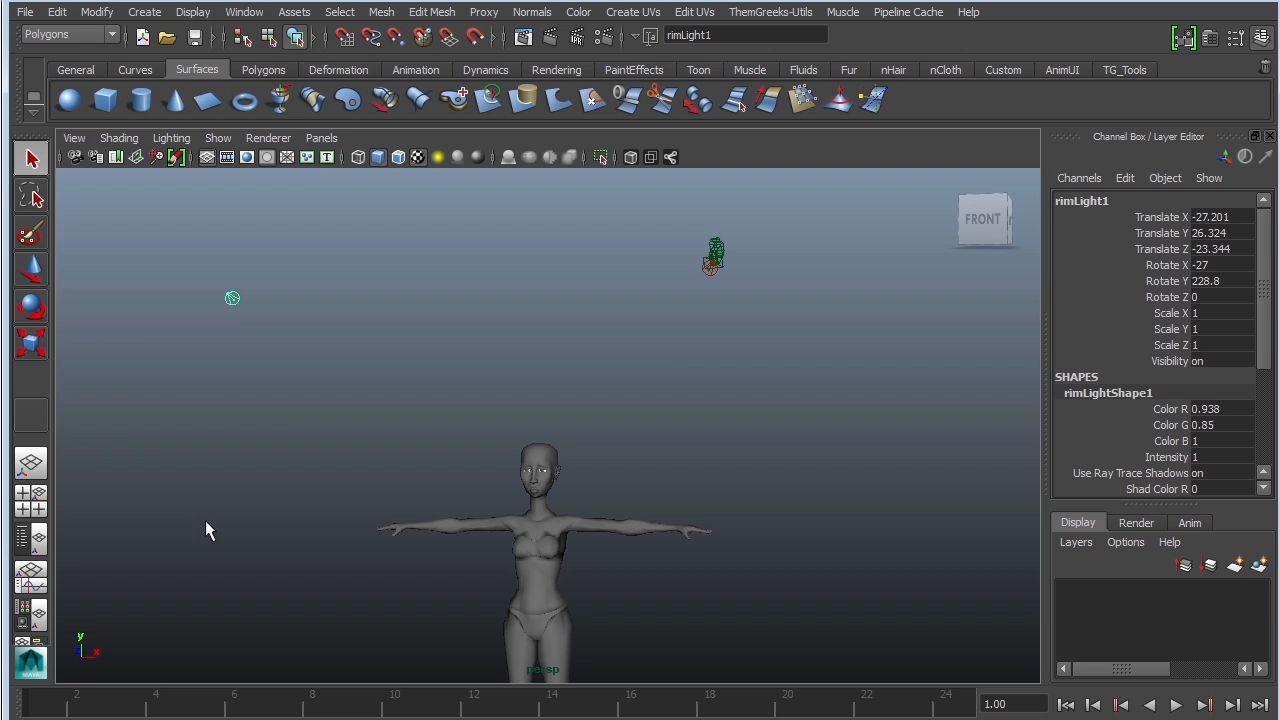 File Edit Modify Create Display Window Assets Select Mesh Edit Mesh Proxy Normals Color Create UVs Edit UVs ThemGreeks-Utils Muscle Pipeline Cache Help
Polygons rimLight1
General Curves Surfaces Polygons Deformation Animation Dynamics Rendering PaintEffects Toon Muscle Fluids Fur nHair nCloth Custom AnimUI TG_Tools
View Shading Lighting Show Renderer Panels
Channel Box / Layer Editor
Channels Edit Object Show
FRONT
rimLight1
Translate X -27.201
Translate Y 26.324
Translate Z -23.344
Rotate X -27
Rotate Y 228.8
Rotate Z 0
Scale X 1
Scale Y 1
Scale Z 1
Visibility on
SHAPES
rimLightShape1
Color R 0.938
Color G 0.85
Color B 1
Intensity 1
Use Ray Trace Shadows on
Shad Color R 0
Display Render Anim
Layers Options Help
y
x
persp
MAYA
2 4 6 8 10 12 14 16 18 20 22 24
1.00